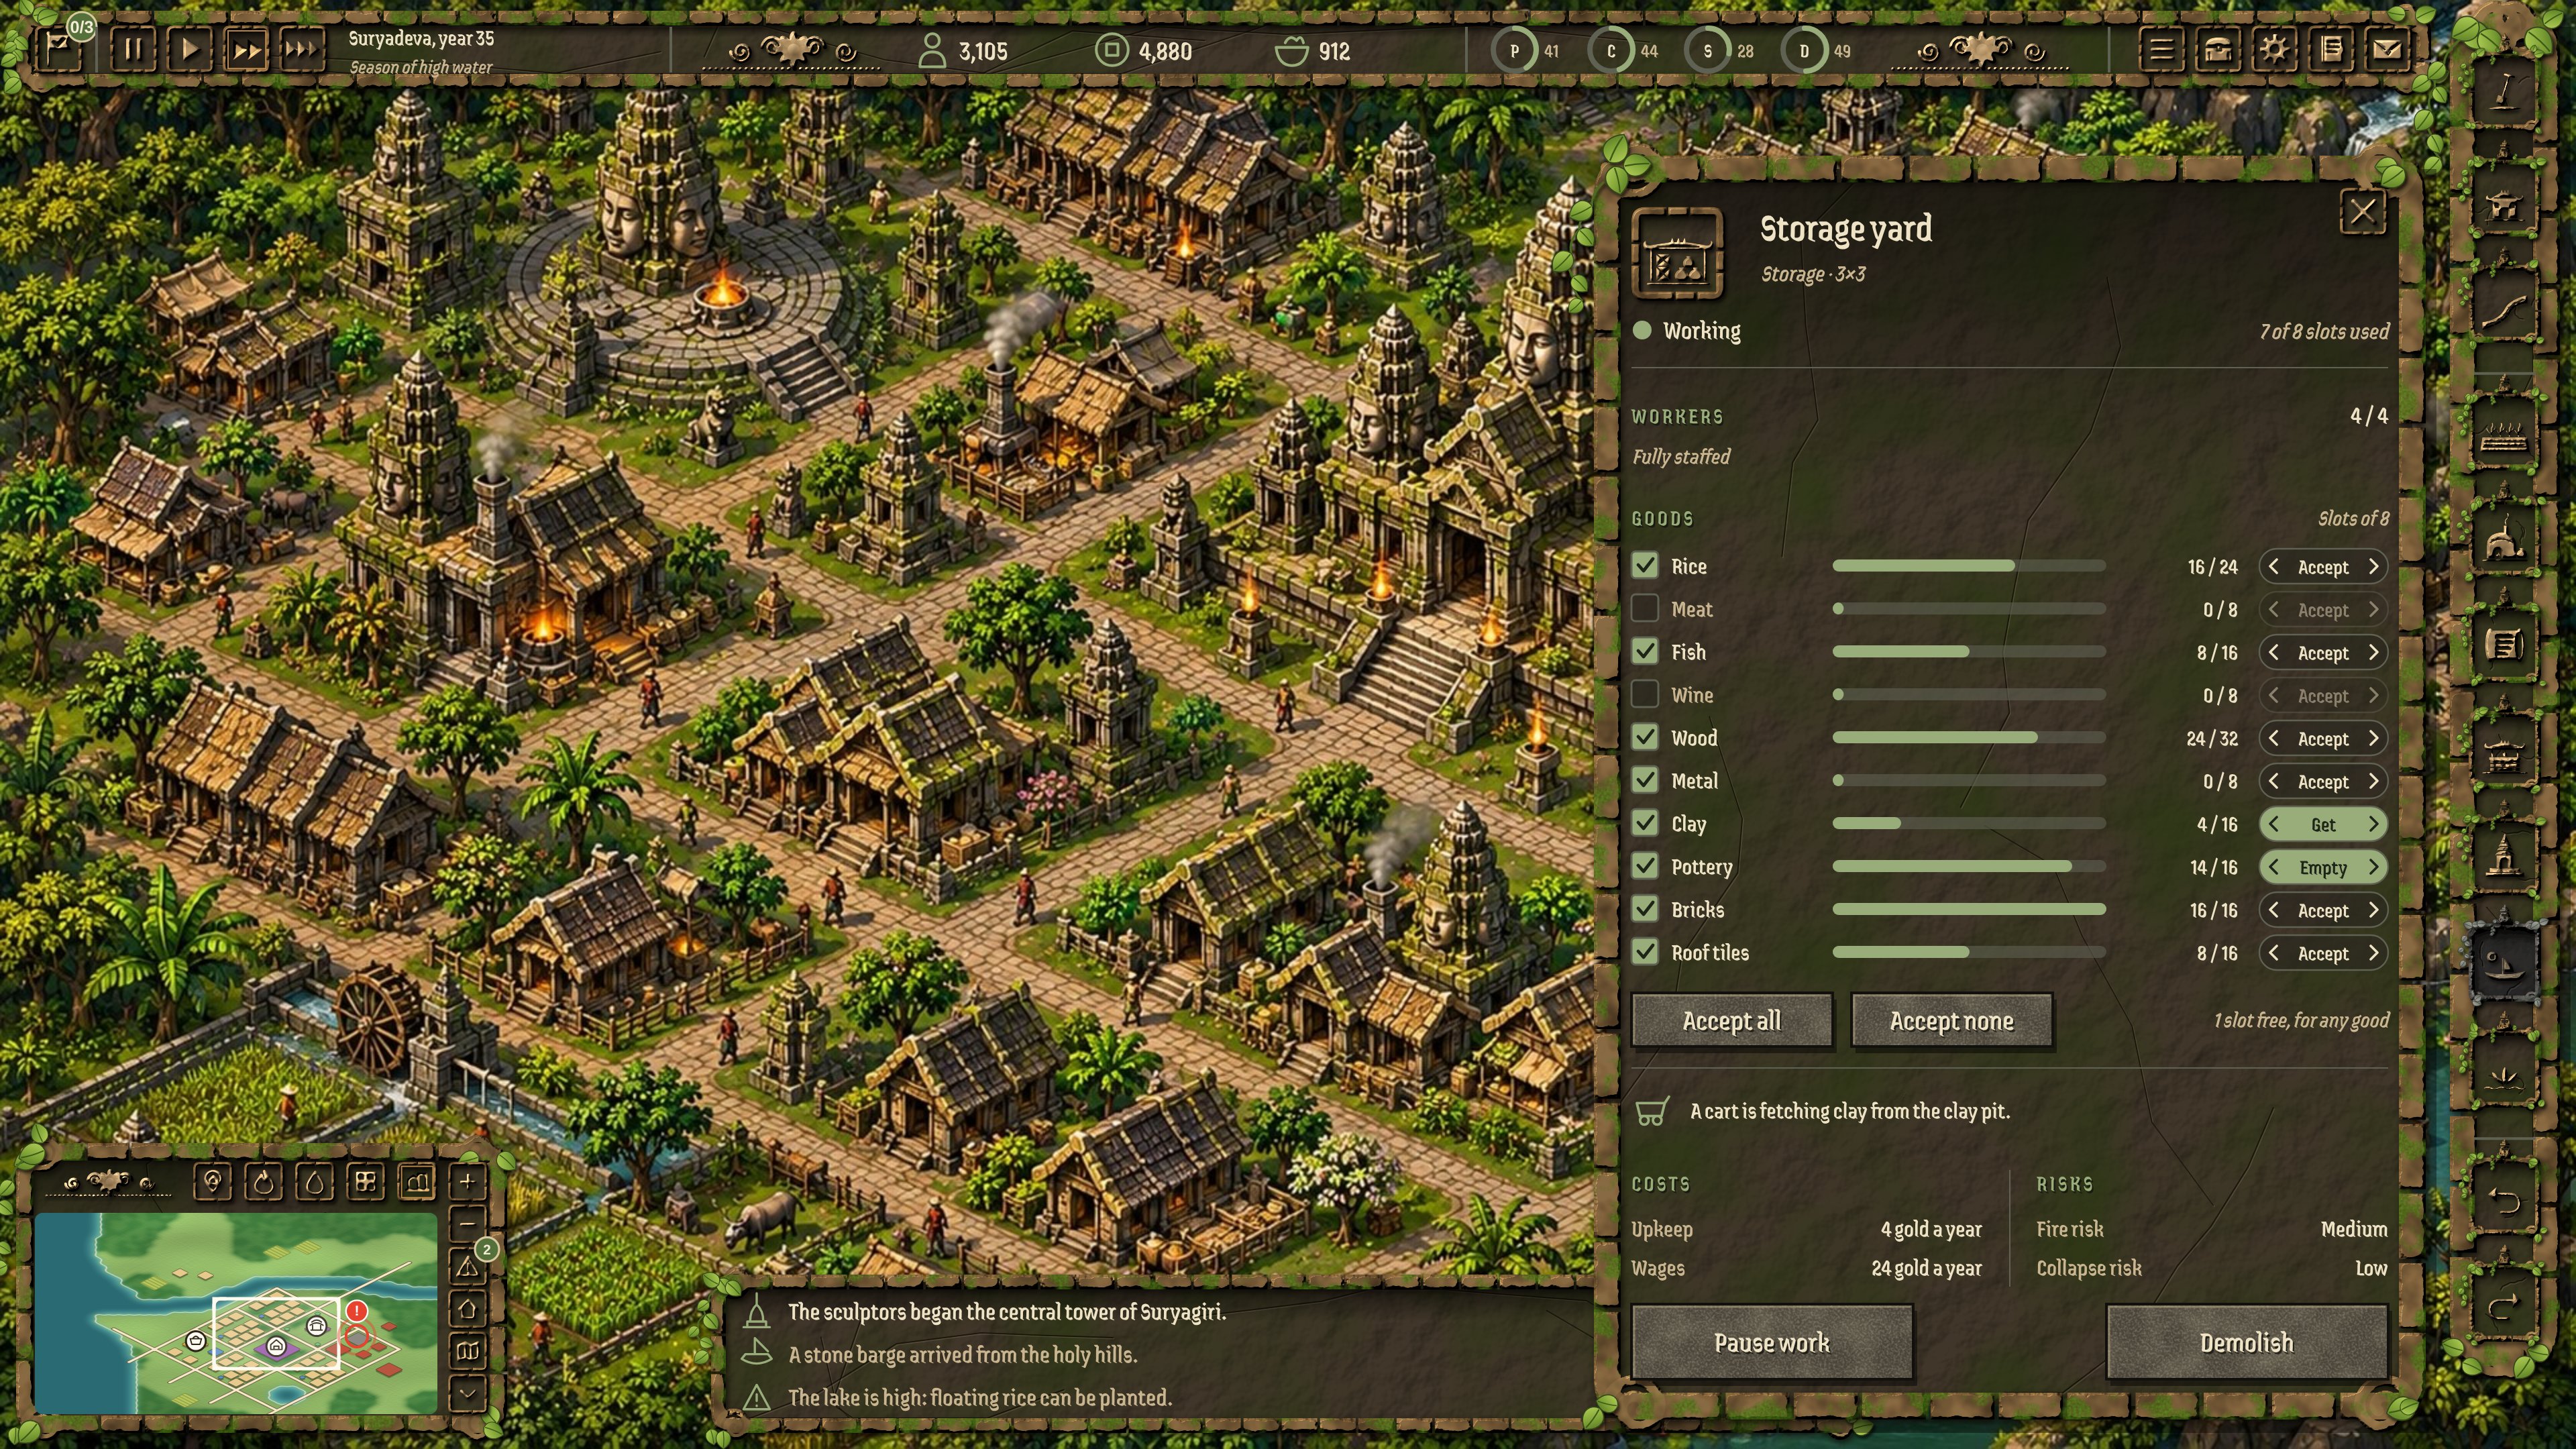 0/3
Suryadeva, year 35
Season of high water
3,105
4,880
912
P 41
C 44
S 28
D 49
Storage yard
Storage · 3×3
Working
7 of 8 slots used
WORKERS
4 / 4
Fully staffed
GOODS
Slots of 8
Rice 16 / 24 Accept
Meat 0 / 8 Accept
Fish 8 / 16 Accept
Wine 0 / 8 Accept
Wood 24 / 32 Accept
Metal 0 / 8 Accept
Clay 4 / 16 Get
Pottery 14 / 16 Empty
Bricks 16 / 16 Accept
Roof tiles 8 / 16 Accept
Accept all
Accept none
1 slot free, for any good
A cart is fetching clay from the clay pit.
COSTS
Upkeep 4 gold a year
Wages 24 gold a year
RISKS
Fire risk Medium
Collapse risk Low
Pause work
Demolish
2
!
The sculptors began the central tower of Suryagiri.
A stone barge arrived from the holy hills.
The lake is high: floating rice can be planted.